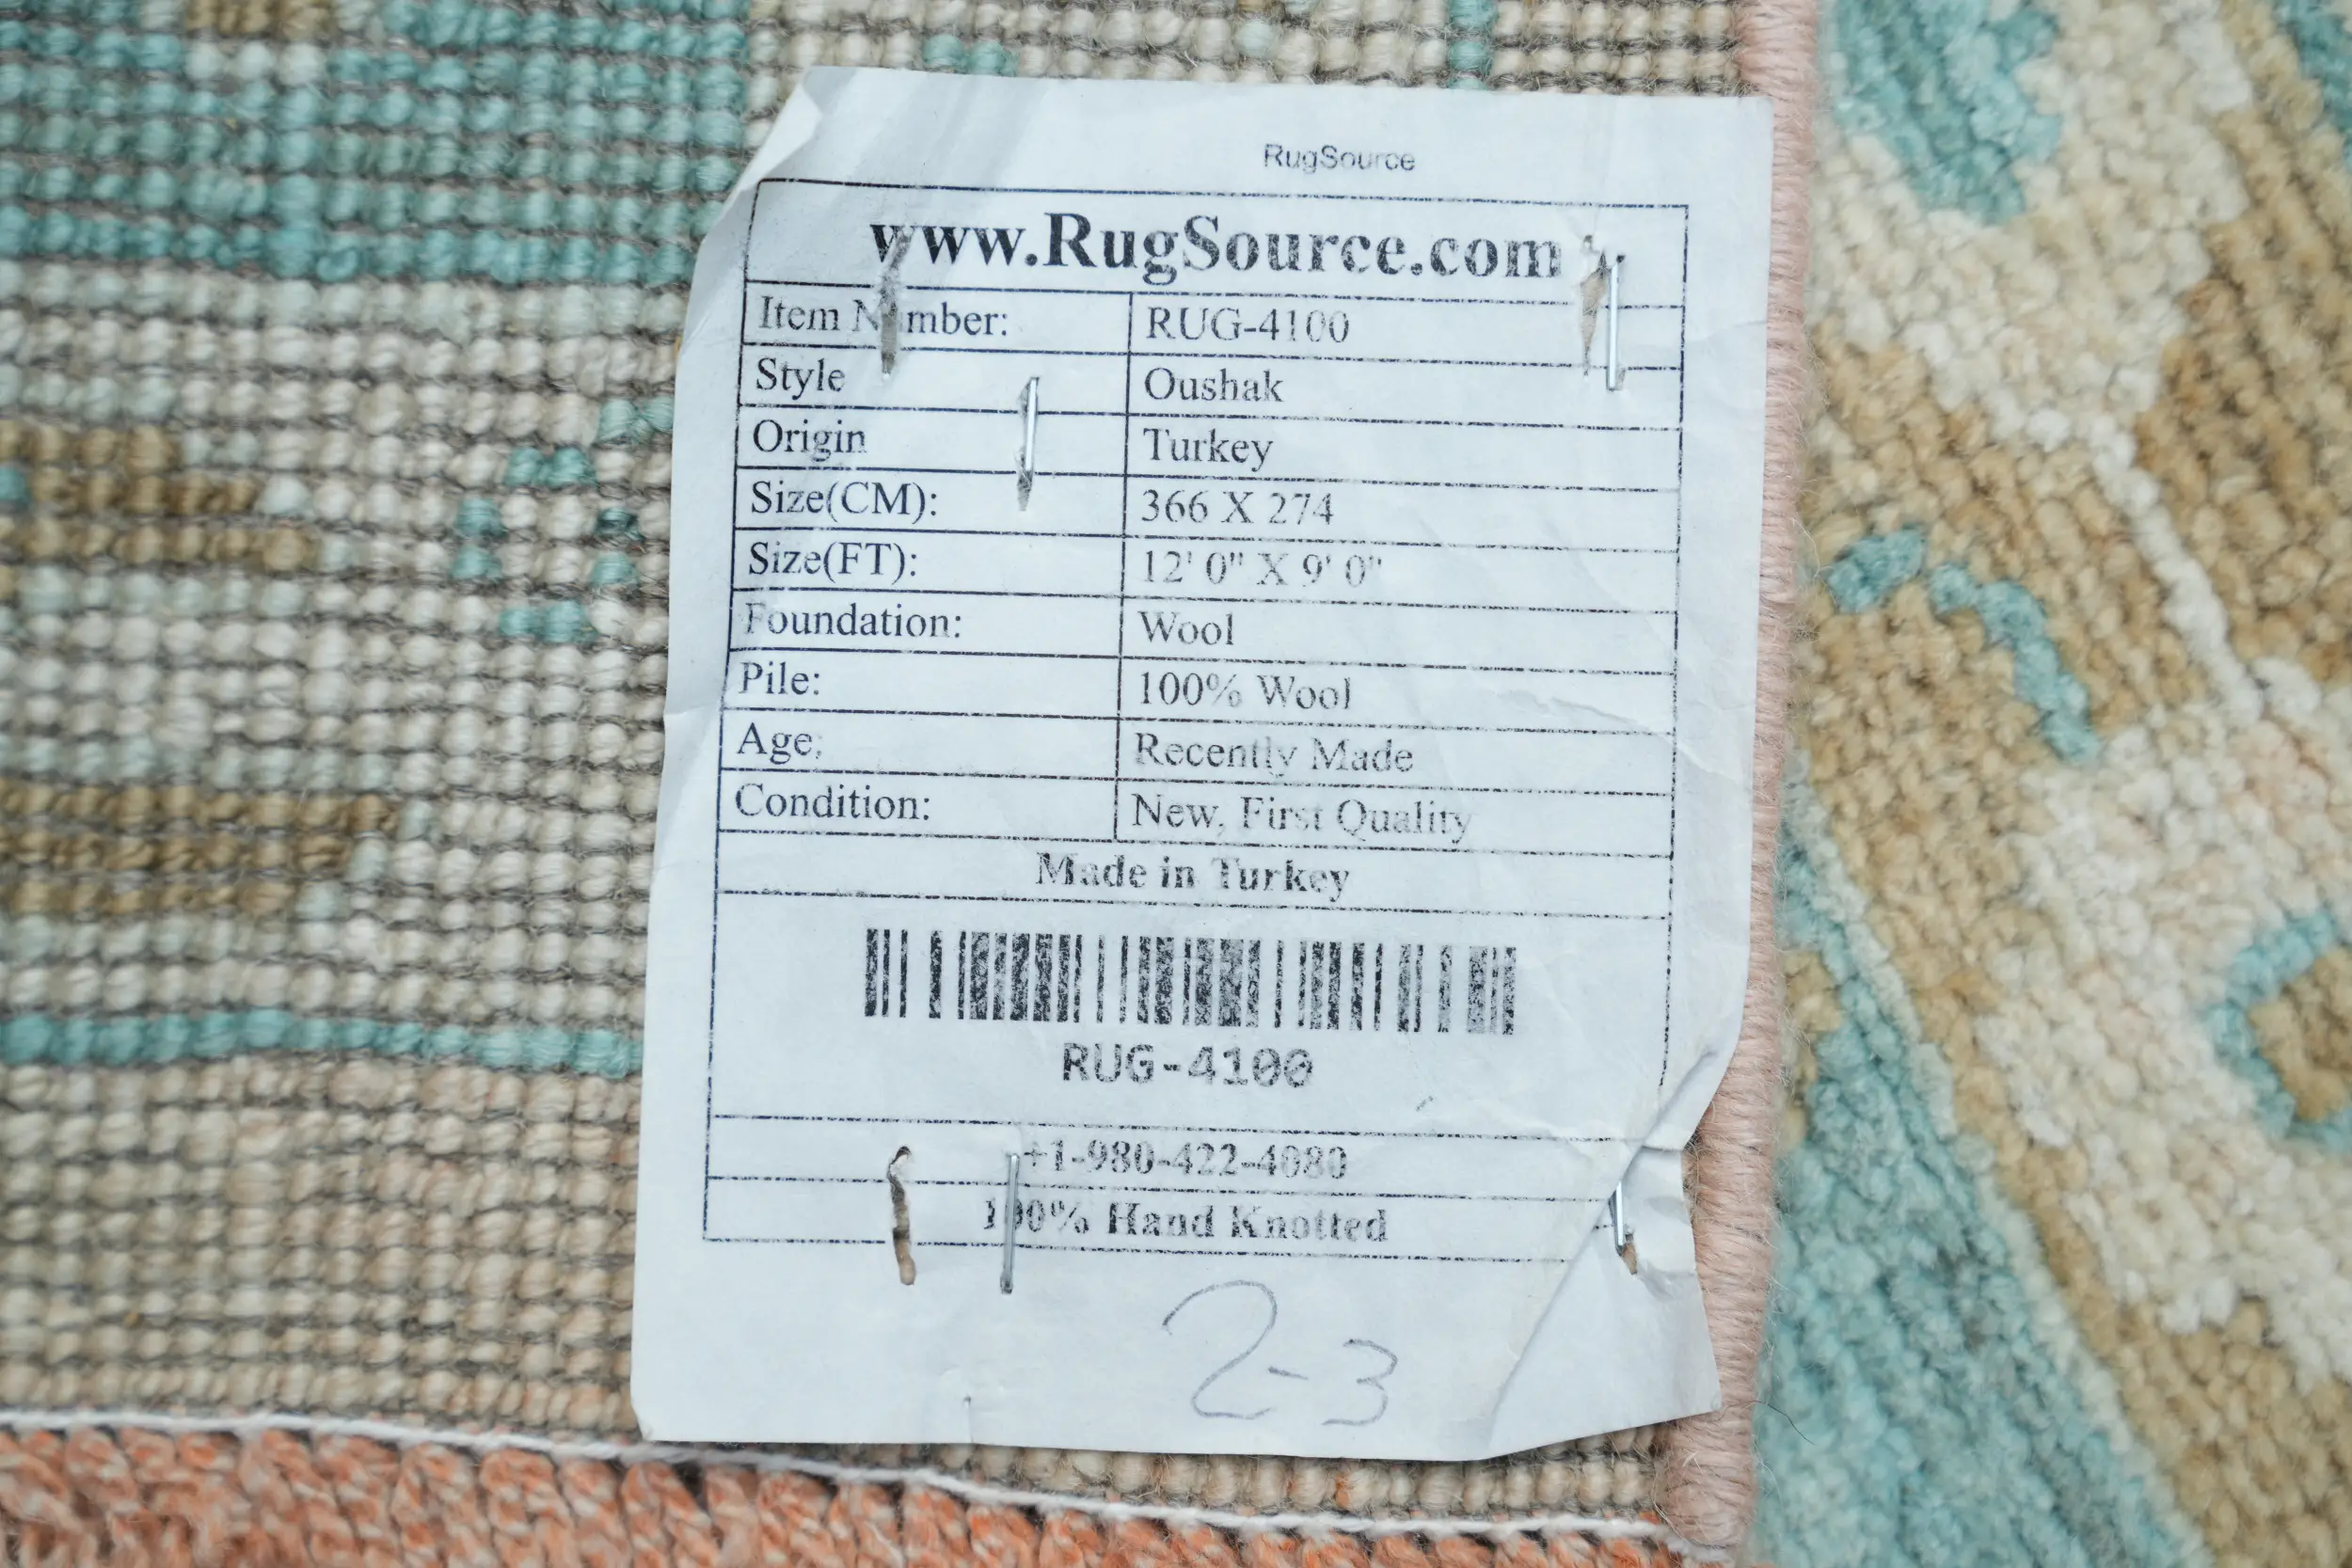 RugSource
www.RugSource.com
Item Number: RUG-4100
Style Oushak
Origin Turkey
Size(CM): 366 X 274
Size(FT): 12' 0" X 9' 0"
Foundation: Wool
Pile: 100% Wool
Age: Recently Made
Condition: New, First Quality
Made in Turkey
RUG-4100
+1-980-422-4080
100% Hand Knotted
2-3